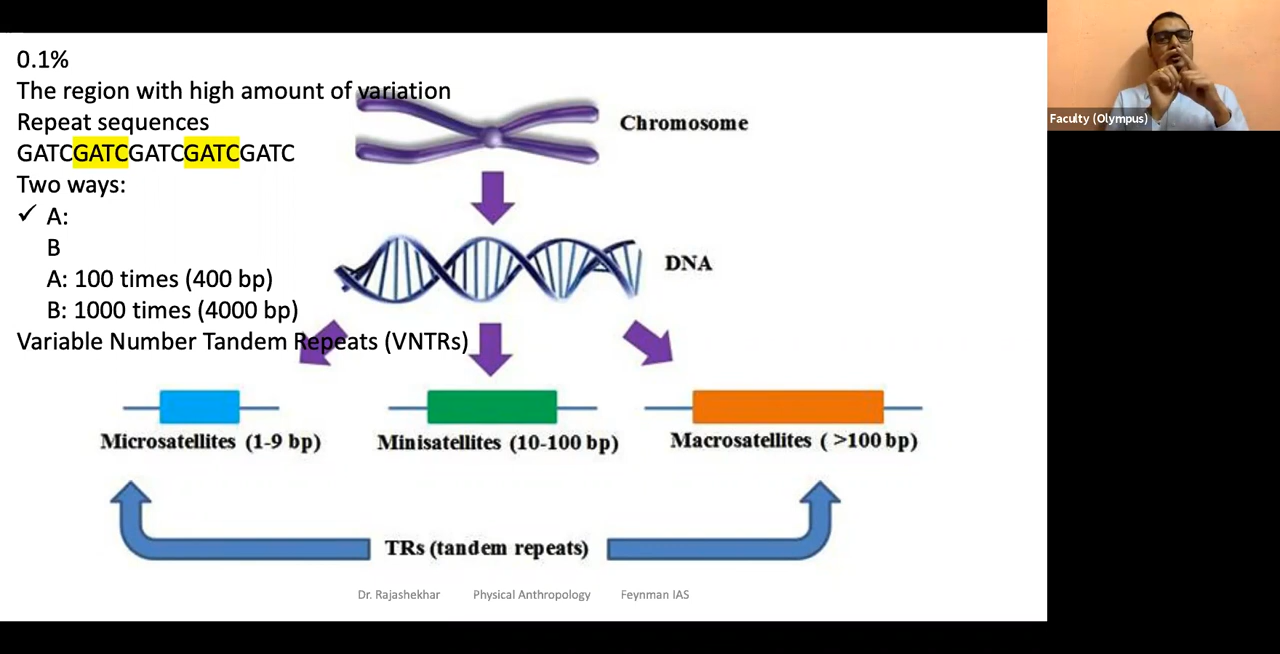 0.1%
The region with high amount of variation
Repeat sequences
GATCGATCGATCGATCGATC
Two ways:
✓ A:
B
A: 100 times (400 bp)
B: 1000 times (4000 bp)
Variable Number Tandem Repeats (VNTRs)
Chromosome
DNA
Microsatellites (1-9 bp)
Minisatellites (10-100 bp)
Macrosatellites ( >100 bp)
TRs (tandem repeats)
Dr. Rajashekhar Physical Anthropology Feynman IAS
Faculty (Olympus)